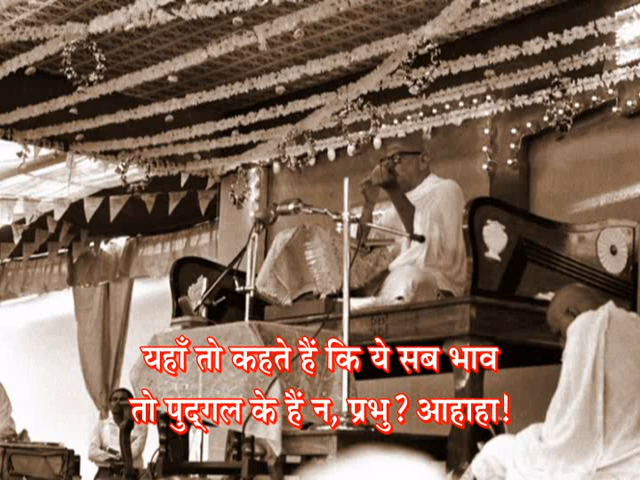 यहाँ तो कहते हैं कि ये सब भाव
तो पुद्‌गल के हैं न, प्रभु? आहाहा!